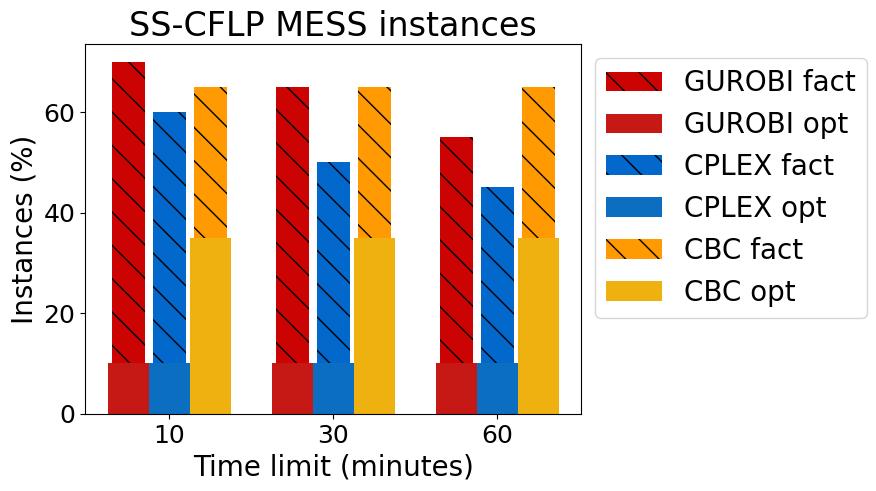 SS-CFLP MESS instances
Instances (%)
60
40
20
0
10
30
60
Time limit (minutes)
GUROBI fact
GUROBI opt
CPLEX fact
CPLEX opt
CBC fact
CBC opt